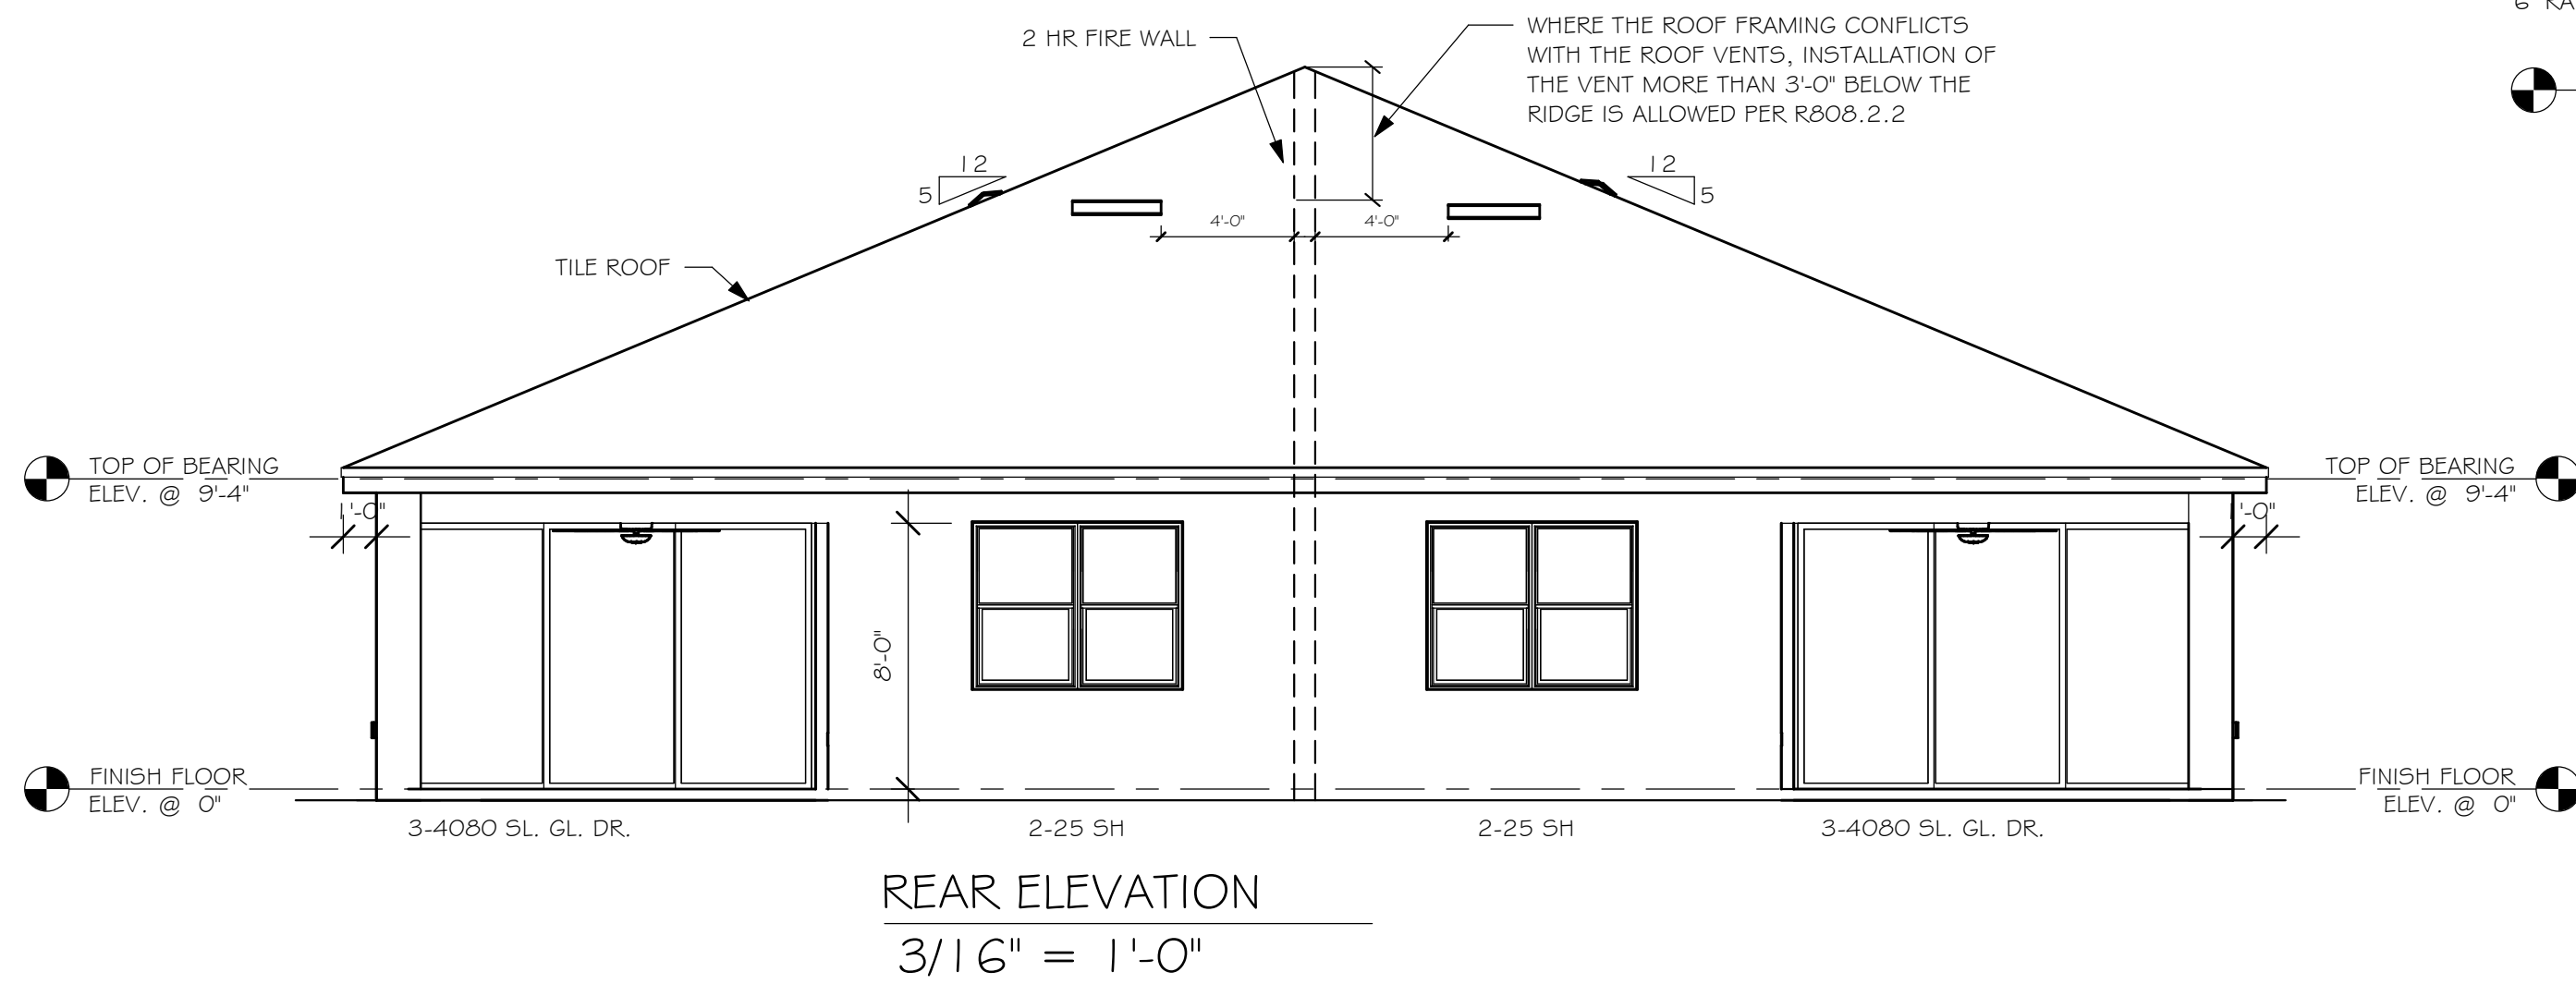 6" RA
2 HR FIRE WALL
WHERE THE ROOF FRAMING CONFLICTS
WITH THE ROOF VENTS, INSTALLATION OF
THE VENT MORE THAN 3'-0" BELOW THE
RIDGE IS ALLOWED PER R808.2.2
12
5
12
5
4'-0"
4'-0"
TILE ROOF
TOP OF BEARING
ELEV. @ 9'-4"
TOP OF BEARING
ELEV. @ 9'-4"
1'-0"
1'-0"
8'-0"
FINISH FLOOR
ELEV. @ 0"
FINISH FLOOR
ELEV. @ 0"
3-4080 SL. GL. DR.
2-25 SH
2-25 SH
3-4080 SL. GL. DR.
REAR ELEVATION
3/16" = 1'-0"